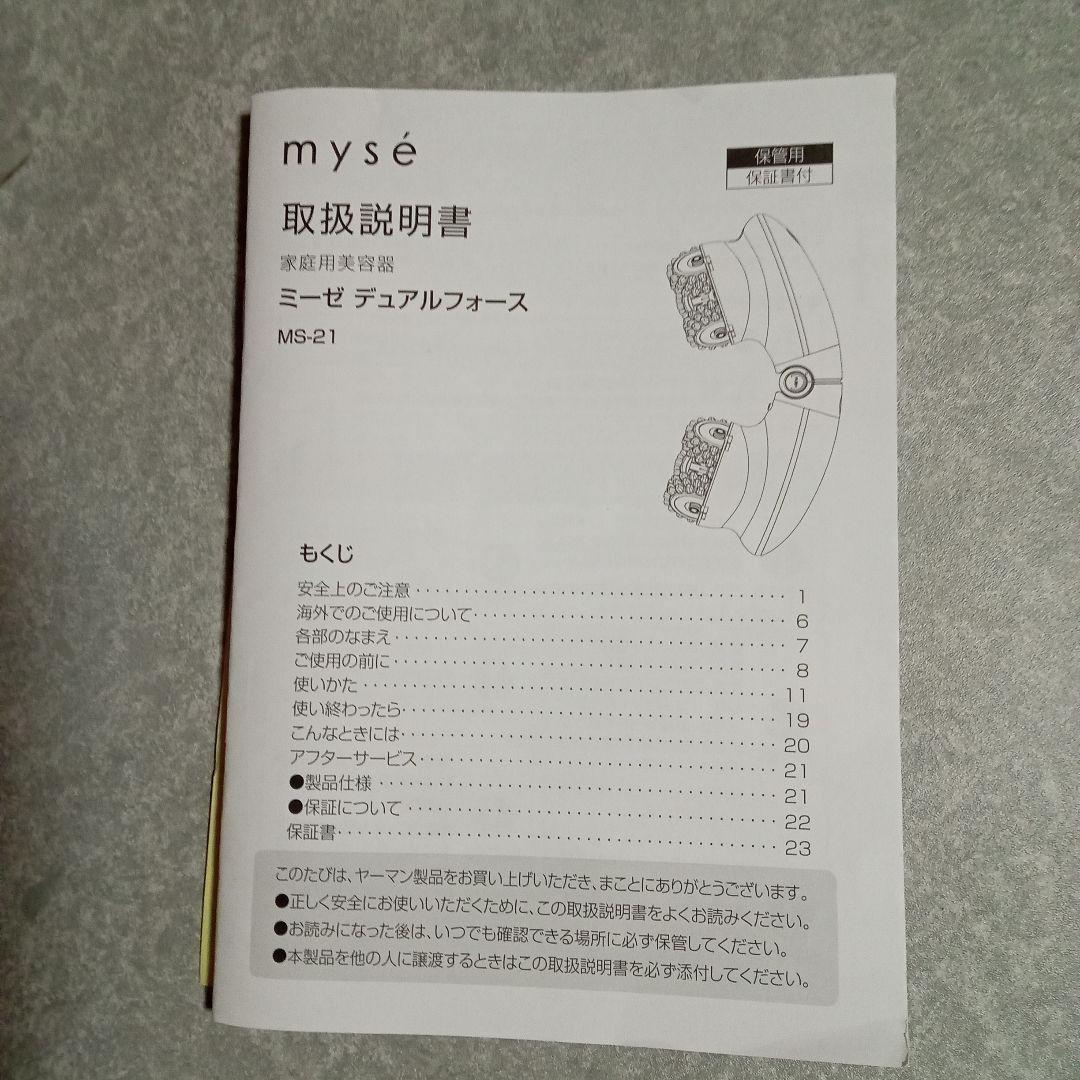 mysé
保管用
保証書付
取扱説明書
家庭用美容器
ミーゼ デュアルフォース
MS-21
もくじ
安全上のご注意 1
海外でのご使用について 6
各部のなまえ 7
ご使用の前に 8
使いかた 11
使い終わったら 19
こんなときには 20
アフターサービス 21
●製品仕様 21
●保証について 22
保証書 23
このたびは、ヤーマン製品をお買い上げいただき、まことにありがとうございます。
●正しく安全にお使いいただくために、この取扱説明書をよくお読みください。
●お読みになった後は、いつでも確認できる場所に必ず保管してください。
●本製品を他の人に譲渡するときはこの取扱説明書を必ず添付してください。